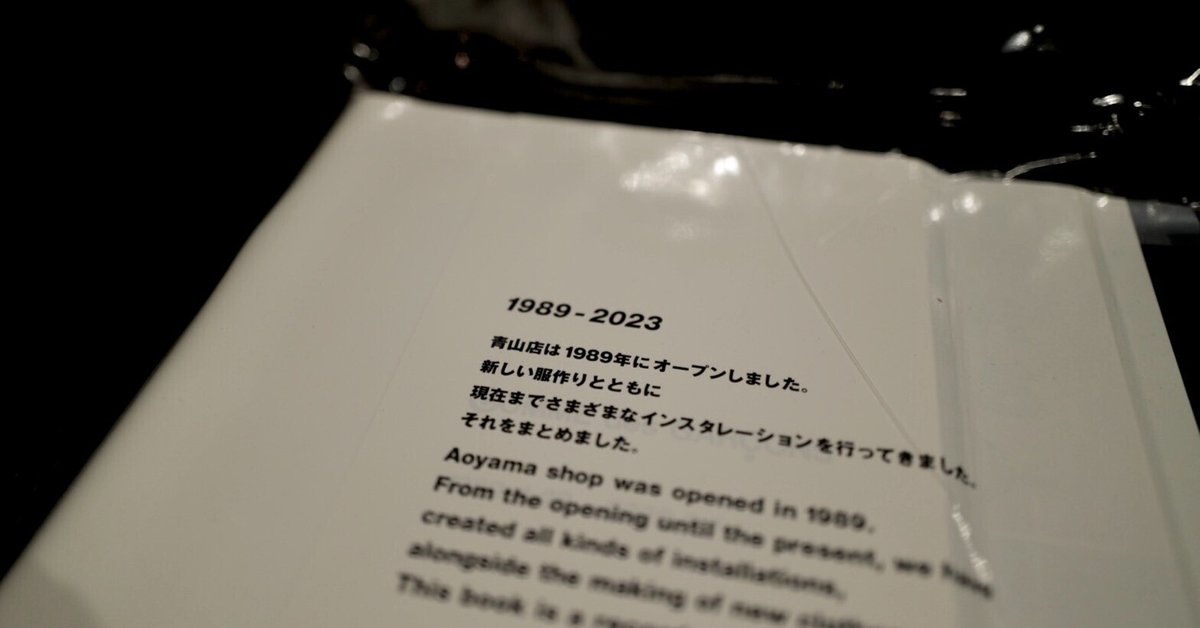 1989-2023
青山店は1989年にオープンしました。
新しい服作りとともに
現在までさまざまなインスタレーションを行ってきました。
それをまとめました。
Aoyama shop was opened in 1989.
From the opening until the present, we have
created all kinds of installations,
alongside the making of new
This book is a